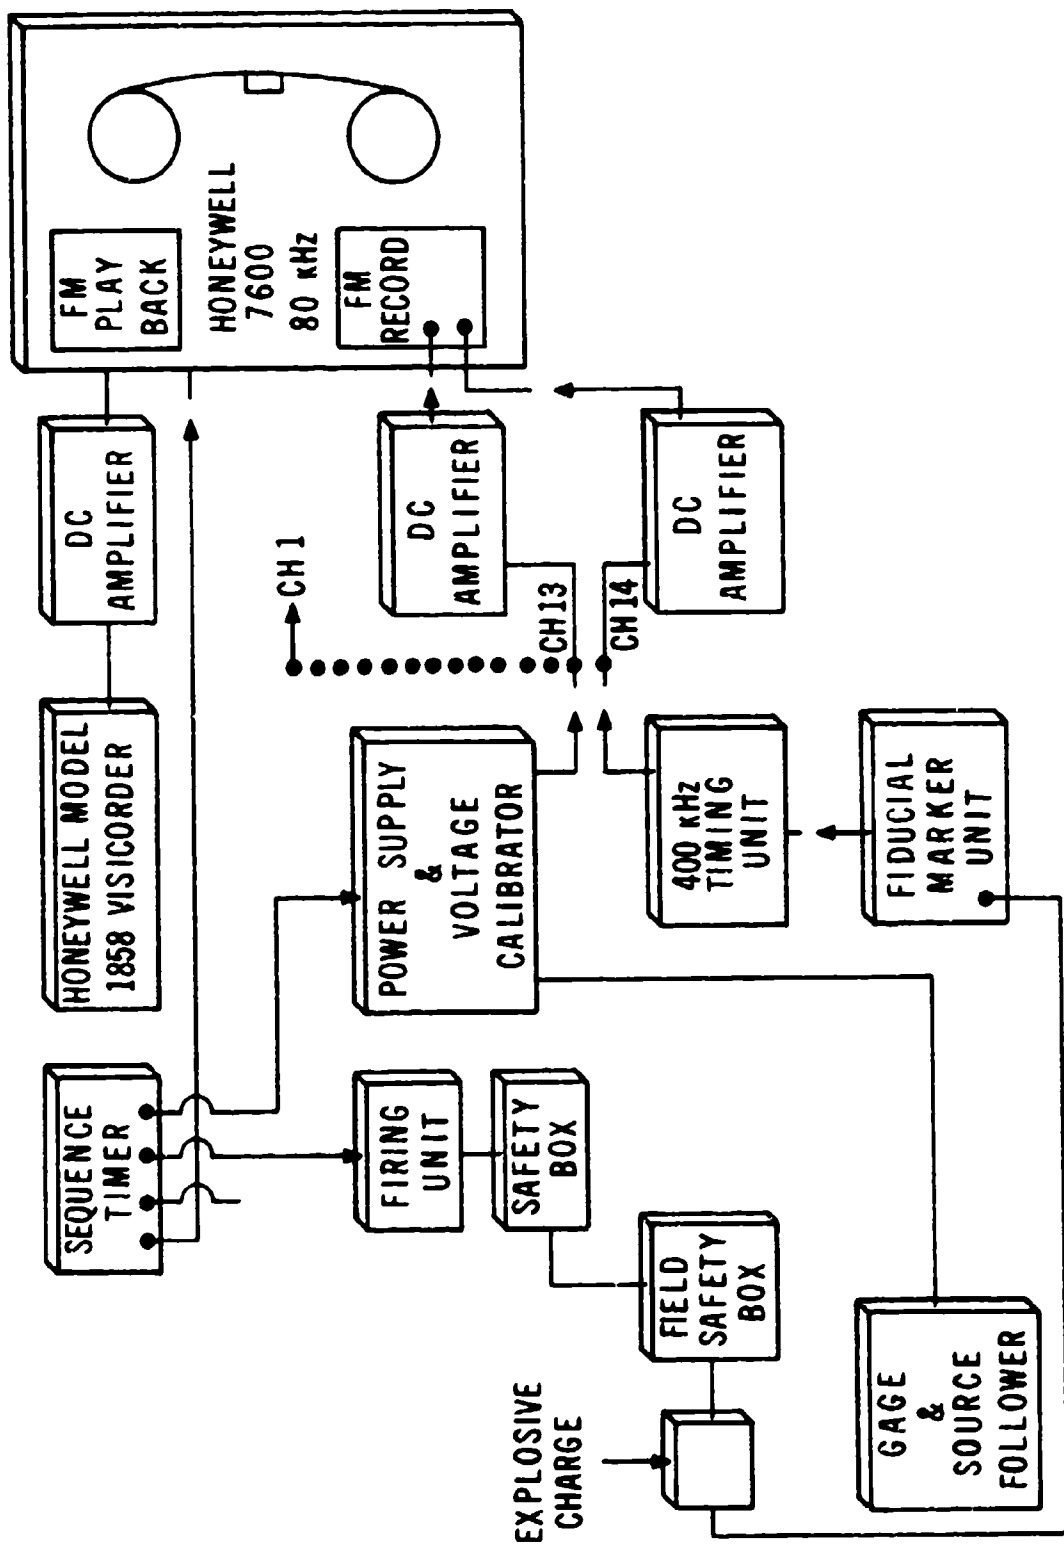 SEQUENCE
TIMER
HONEYWELL MODEL
1858 VISICORDER
DC
AMPLIFIER
FM
PLAY
BACK
HONEYWELL
7600
80 KHz
FM
RECORD
CH 1
FIRING
UNIT
POWER SUPPLY
&
VOLTAGE
CALIBRATOR
DC
AMPLIFIER
SAFETY
BOX
CH13
CH14
EXPLOSIVE
CHARGE
FIELD
SAFETY
BOX
400 KHz
TIMING
UNIT
DC
AMPLIFIER
GAGE
&
SOURCE
FOLLOWER
FIDUCIAL
MARKER
UNIT